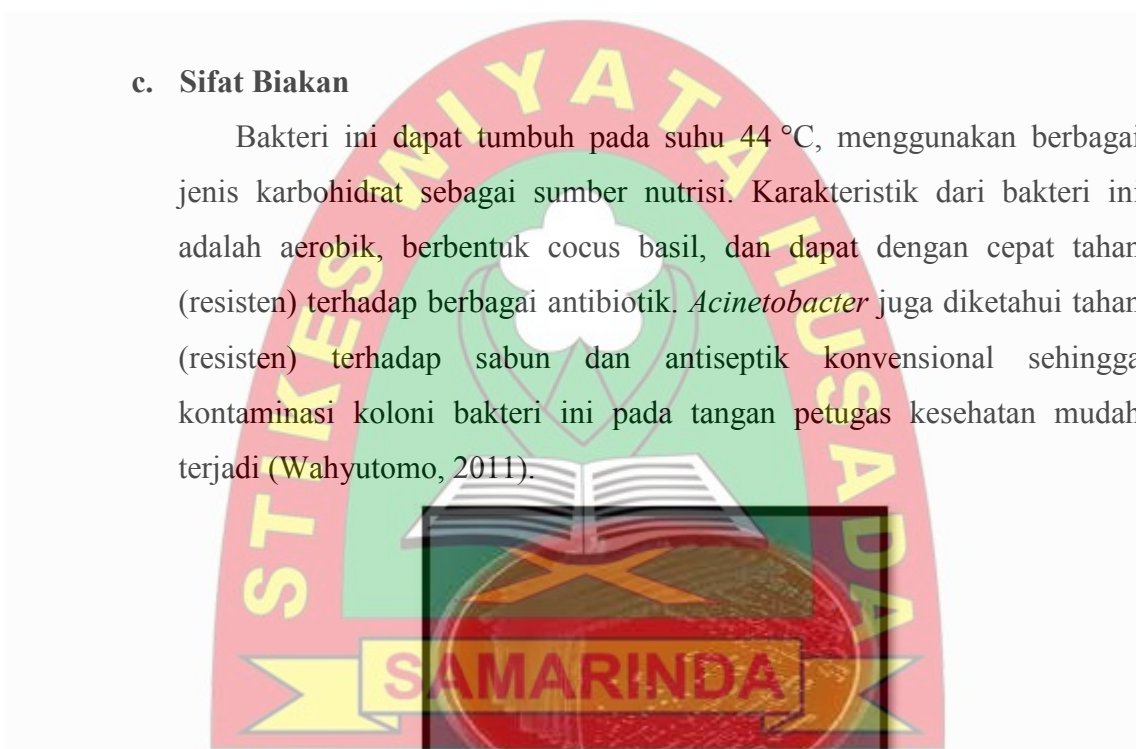 c. Sifat Biakan
Bakteri ini dapat tumbuh pada suhu 44 °C, menggunakan berbagai
jenis karbohidrat sebagai sumber nutrisi. Karakteristik dari bakteri ini
adalah aerobik, berbentuk cocus basil, dan dapat dengan cepat tahan
(resisten) terhadap berbagai antibiotik. Acinetobacter juga diketahui tahan
(resisten) terhadap sabun dan antiseptik konvensional sehingga
kontaminasi koloni bakteri ini pada tangan petugas kesehatan mudah
terjadi (Wahyutomo, 2011).
STIKES WIYATA HUSADA
SAMARINDA